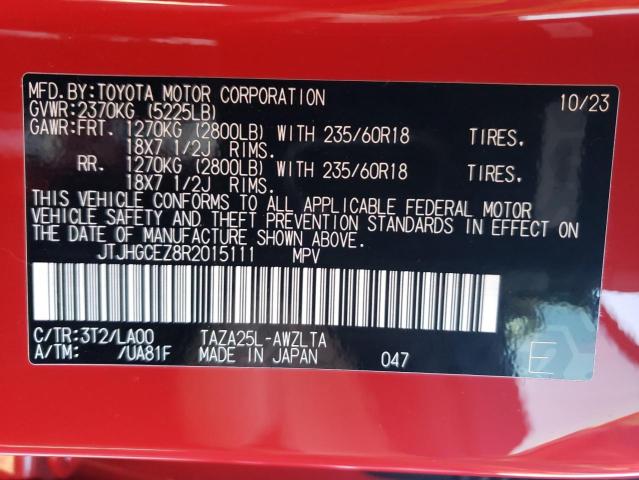 MFD.BY:TOYOTA MOTOR CORPORATION 10/23
GVWR:2370KG (5225LB)
GAWR:FRT. 1270KG (2800LB) WITH 235/60R18 TIRES.
18X7 1/2J RIMS.
RR. 1270KG (2800LB) WITH 235/60R18 TIRES.
18X7 1/2J RIMS.
THIS VEHICLE CONFORMS TO ALL APPLICABLE FEDERAL MOTOR
VEHICLE SAFETY AND THEFT PREVENTION STANDARDS IN EFFECT ON
THE DATE OF MANUFACTURE SHOWN ABOVE.
JTJHGCEZ8R2015111 MPV
C/TR:3T2/LA00 TAZA25L-AWZLTA
A/TM: /UA81F MADE IN JAPAN 047 E